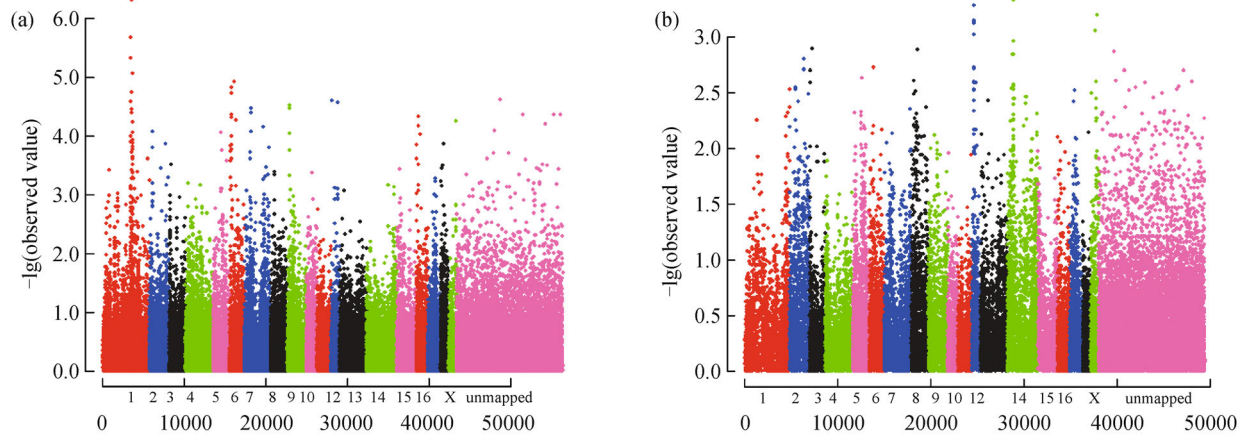 (a)
−lg(observed value)
6.0
5.0
4.0
3.0
2.0
1.0
0.0
1 2 3 4 5 6 7 8 9 10 12 13 14 15 16 X unmapped
0 10000 20000 30000 40000 50000
(b)
−lg(observed value)
3.0
2.5
2.0
1.5
1.0
0.5
0.0
1 2 3 4 5 6 7 8 9 10 12 14 15 16 X unmapped
0 10000 20000 30000 40000 50000